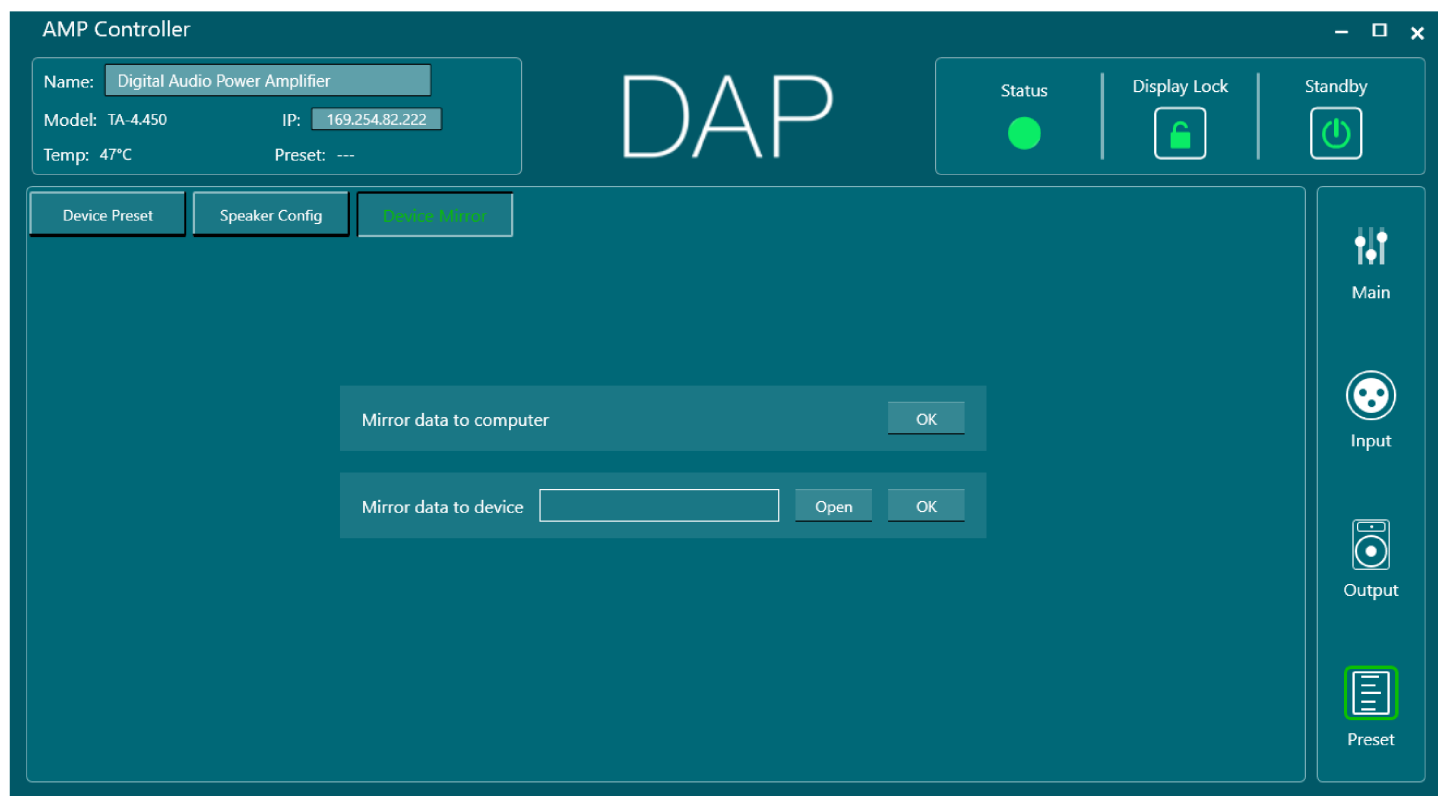 AMP Controller
Name: Digital Audio Power Amplifier
Model: TA-4.450 IP: 169.254.82.222
Temp: 47°C Preset: ---
DAP
Status
Display Lock
Standby
Device Preset
Speaker Config
Device Mirror
Mirror data to computer OK
Mirror data to device Open OK
Main
Input
Output
Preset